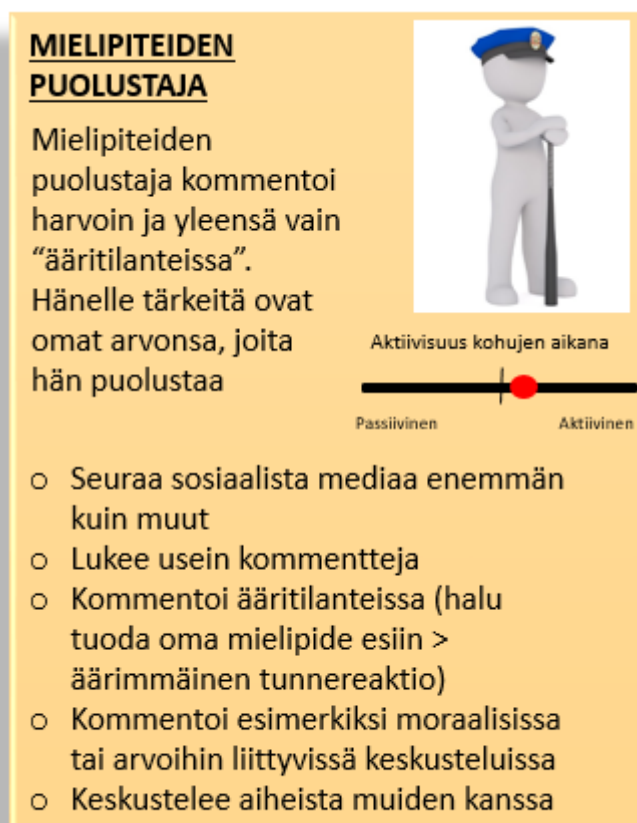 MIELIPITEIDEN
PUOLUSTAJA
Mielipiteiden
puolustaja kommentoi
harvoin ja yleensä vain
“ääritilanteissa”.
Hänelle tärkeitä ovat
omat arvonsa, joita
hän puolustaa
Aktiivisuus kohujen aikana
Passiivinen
Aktiivinen
o Seuraa sosiaalista mediaa enemmän
kuin muut
o Lukee usein kommentteja
o Kommentoi ääritilanteissa (halu
tuoda oma mielipide esiin >
äärimmäinen tunnereaktio)
o Kommentoi esimerkiksi moraalisissa
tai arvoihin liittyvissä keskusteluissa
o Keskustelee aiheista muiden kanssa